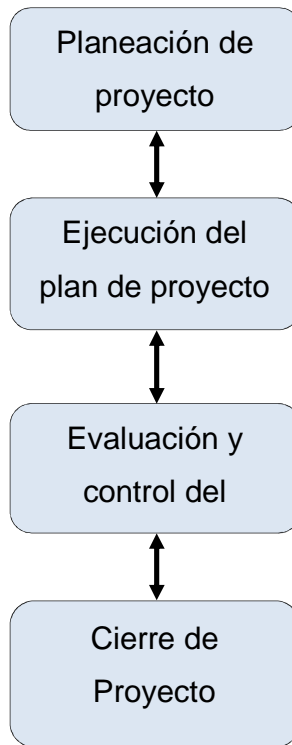 Planeación de
proyecto
Ejecución del
plan de proyecto
Evaluación y
control del
Cierre de
Proyecto